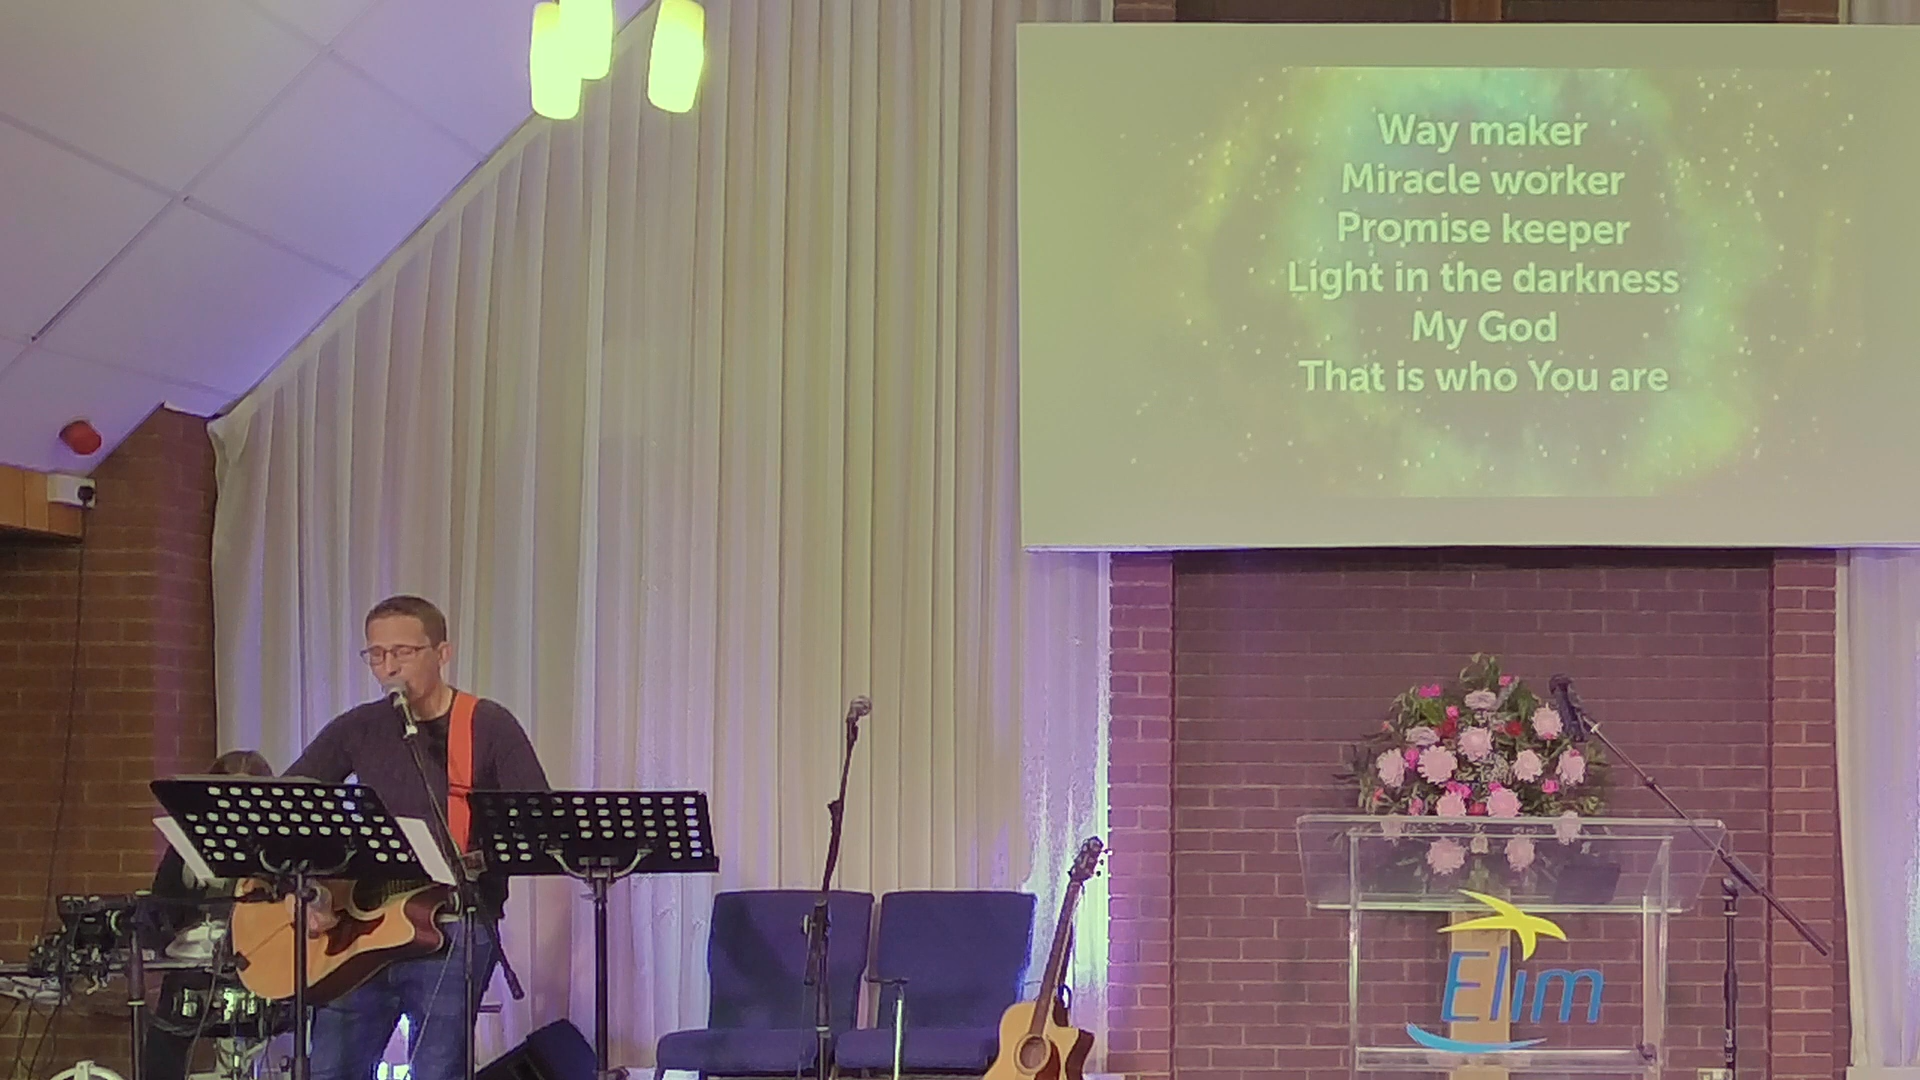 Way maker
Miracle worker
Promise keeper
Light in the darkness
My God
That is who You are
Elim